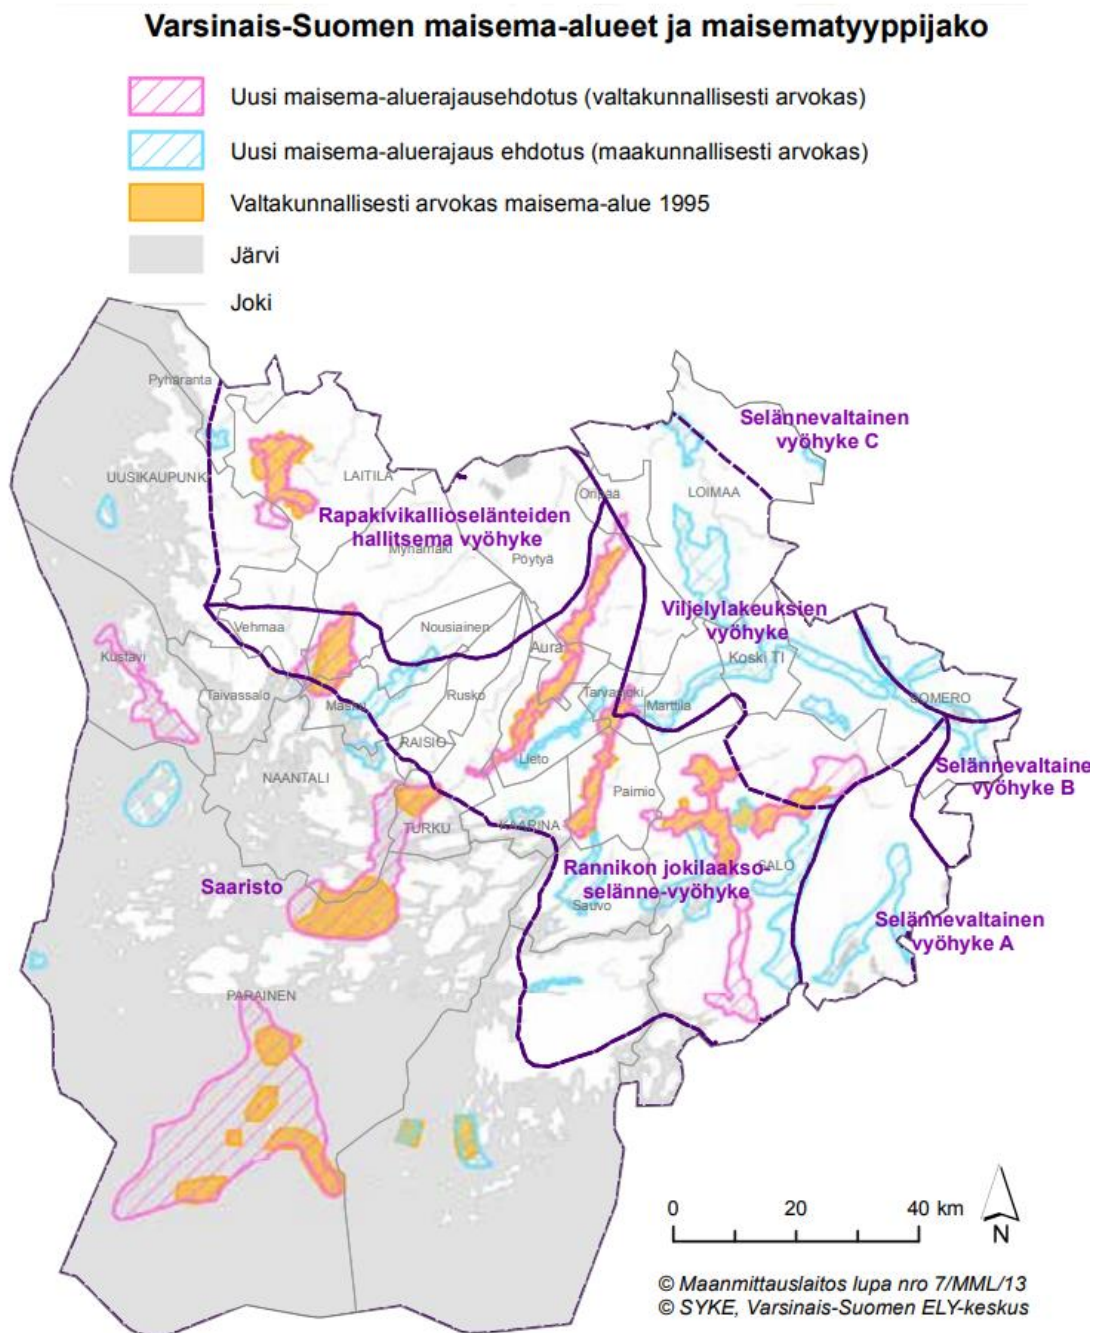 Varsinais-Suomen maisema-alueet ja maisematyyppijako
Uusi maisema-aluerajausehdotus (valtakunnallisesti arvokas)
Uusi maisema-aluerajaus ehdotus (maakunnallisesti arvokas)
Valtakunnallisesti arvokas maisema-alue 1995
Järvi
Joki
Pyhäranta
Selännevaltainen
vyöhyke C
UUSIKAUPUNKI
LAITILA
Oripää
LOIMAA
Rapakivikallioselänteiden
hallitsema vyöhyke
Mynämäki
Pöytyä
Vehmaa
Nousiainen
Viljelylakeuksien
vyöhyke
Kustavi
Aura
Koski Tl
Taivassalo
Masku
Rusko
Tarvasjoki
Marttila
SOMERO
RAISIO
NAANTALI
Lieto
Paimio
Selännevaltaine
vyöhyke B
TURKU
KAARINA
Saaristo
Rannikon jokilaakso-
selänne-vyöhyke
SALO
Sauvo
Selännevaltainen
vyöhyke A
PARAINEN
0 20 40 km
N
© Maanmittauslaitos lupa nro 7/MML/13
© SYKE, Varsinais-Suomen ELY-keskus